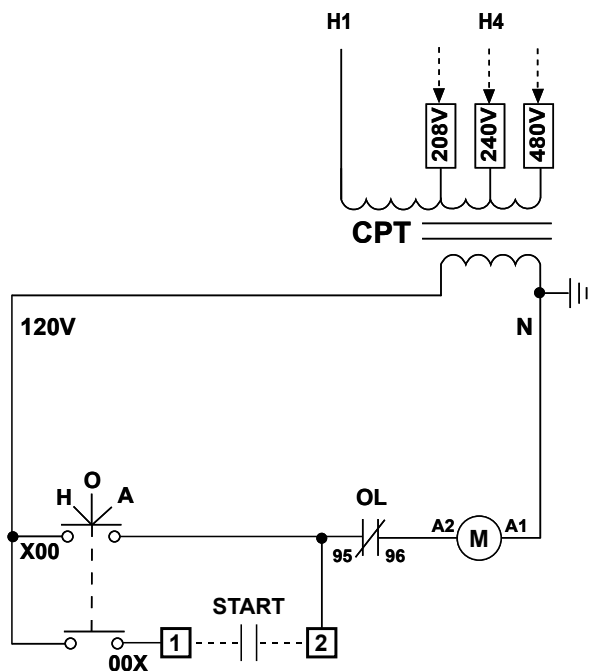 H1 H4
208V 240V 480V
CPT
120V N
O
H A
OL
A2 M A1
X00
95 96
START
1 2
00X